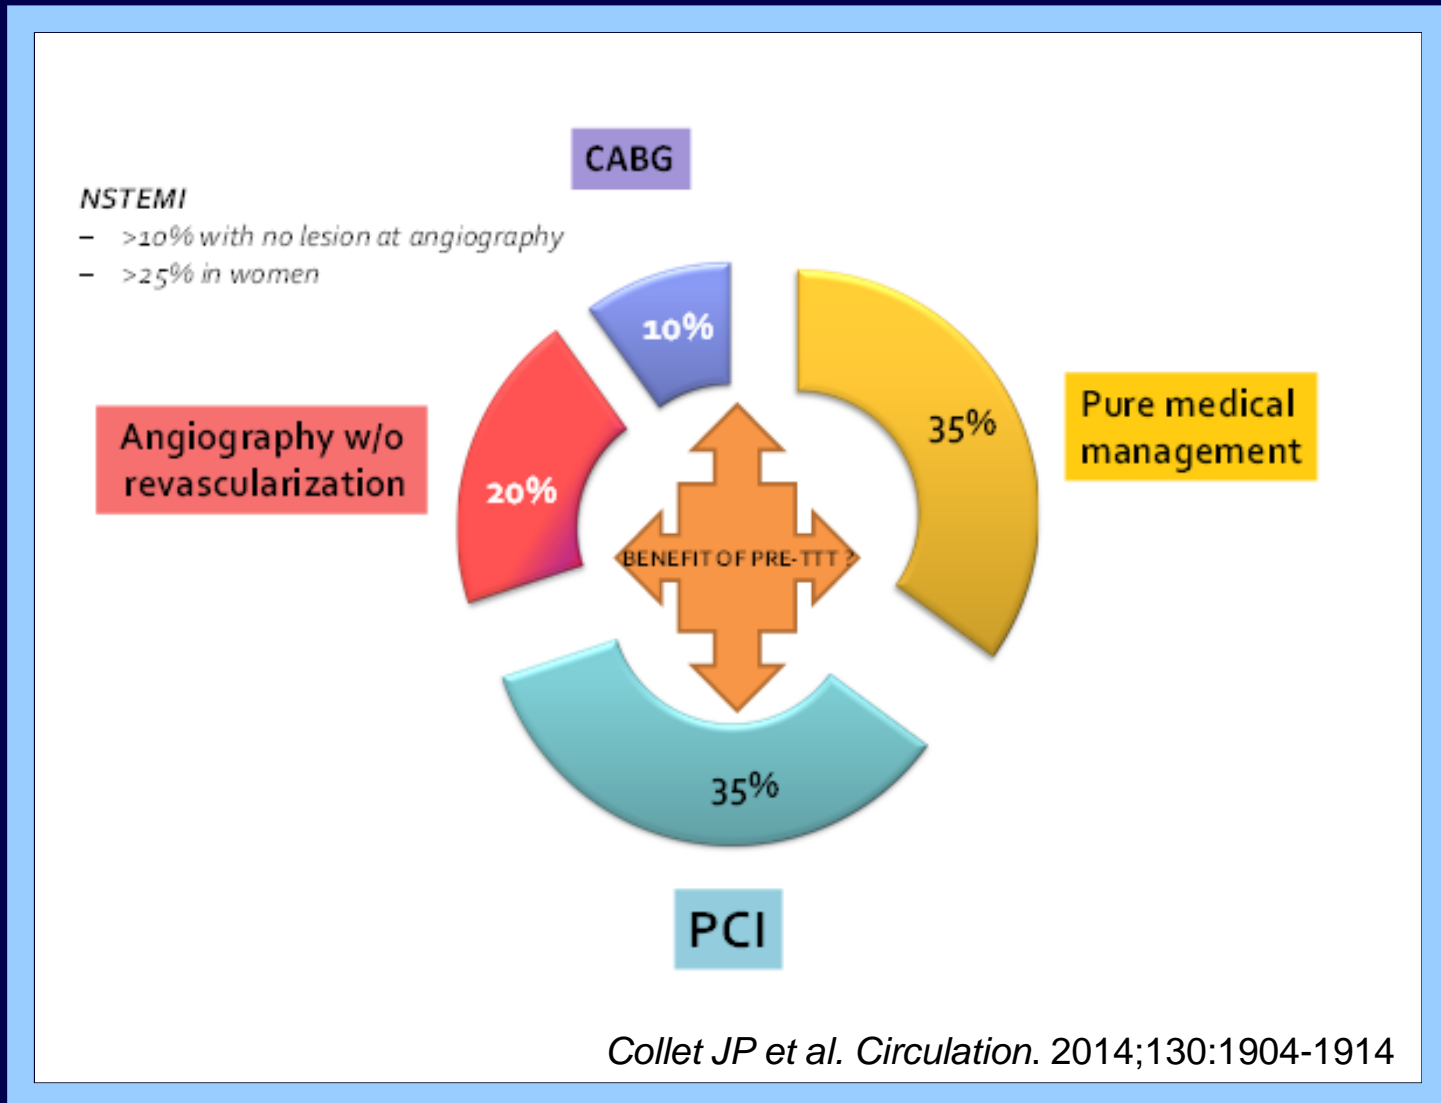 CABG
NSTEMI
– >10% with no lesion at angiography
– >25% in women
10%
35%
Pure medical
management
Angiography w/o
revascularization
20%
BENEFIT OF PRE-TTT ?
35%
PCI
Collet JP et al. Circulation. 2014;130:1904-1914